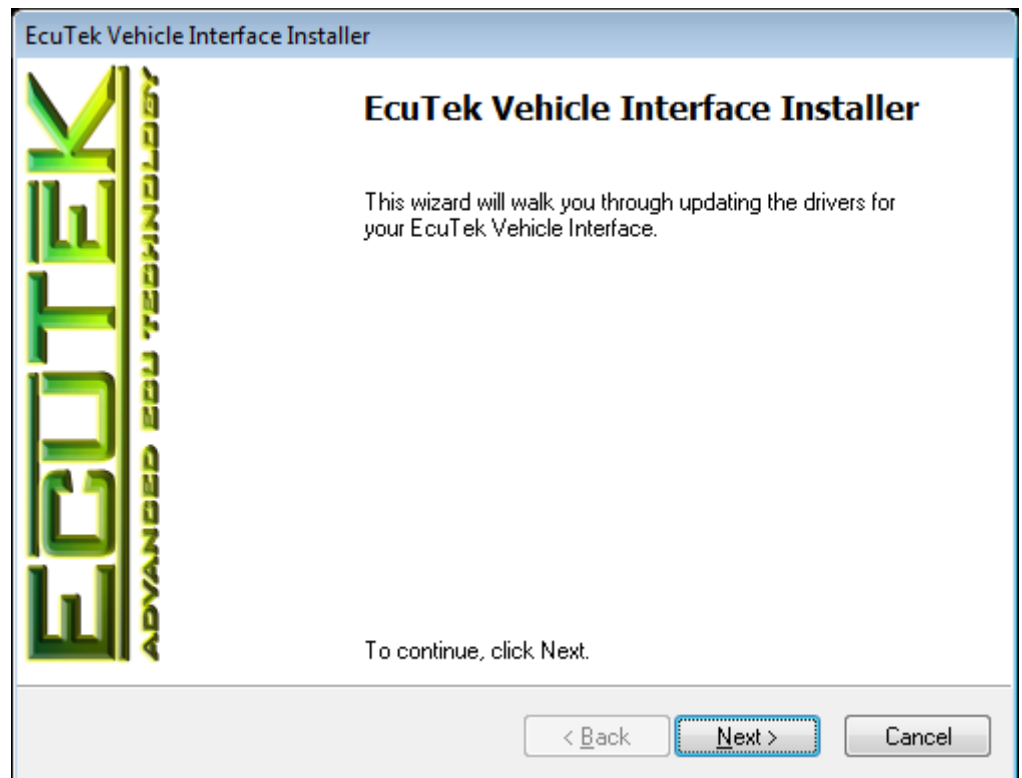 EcuTek Vehicle Interface Installer
ECUTEK
ADVANCED ECU TECHNOLOGY
EcuTek Vehicle Interface Installer
This wizard will walk you through updating the drivers for
your EcuTek Vehicle Interface.
To continue, click Next.
< Back
Next >
Cancel